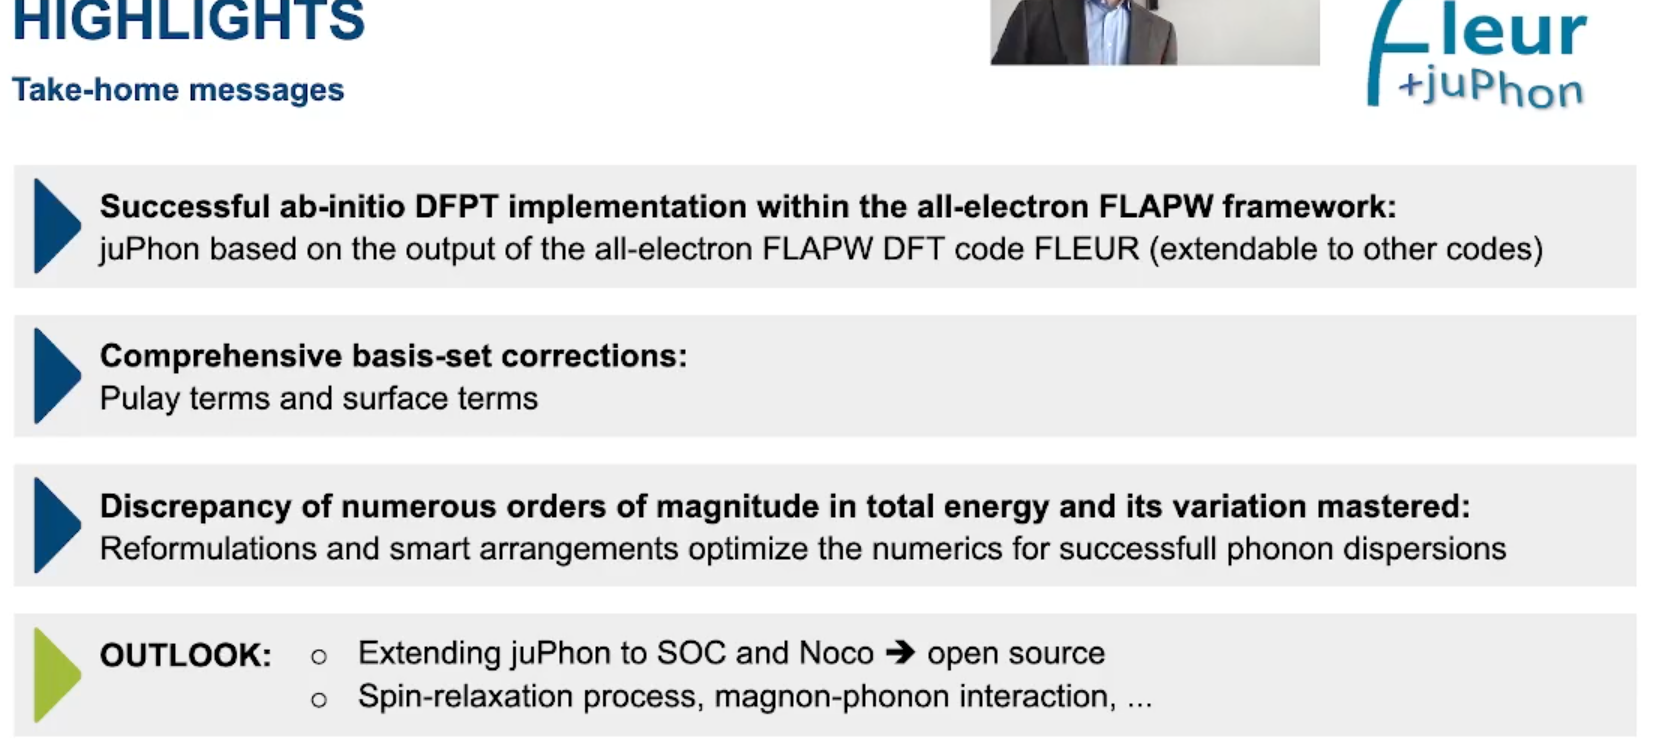 HIGHLIGHTS
Take-home messages
Fleur
+juPhon
Successful ab-initio DFPT implementation within the all-electron FLAPW framework:
juPhon based on the output of the all-electron FLAPW DFT code FLEUR (extendable to other codes)
Comprehensive basis-set corrections:
Pulay terms and surface terms
Discrepancy of numerous orders of magnitude in total energy and its variation mastered:
Reformulations and smart arrangements optimize the numerics for successfull phonon dispersions
OUTLOOK: ○ Extending juPhon to SOC and Noco ➔ open source
○ Spin-relaxation process, magnon-phonon interaction, ...